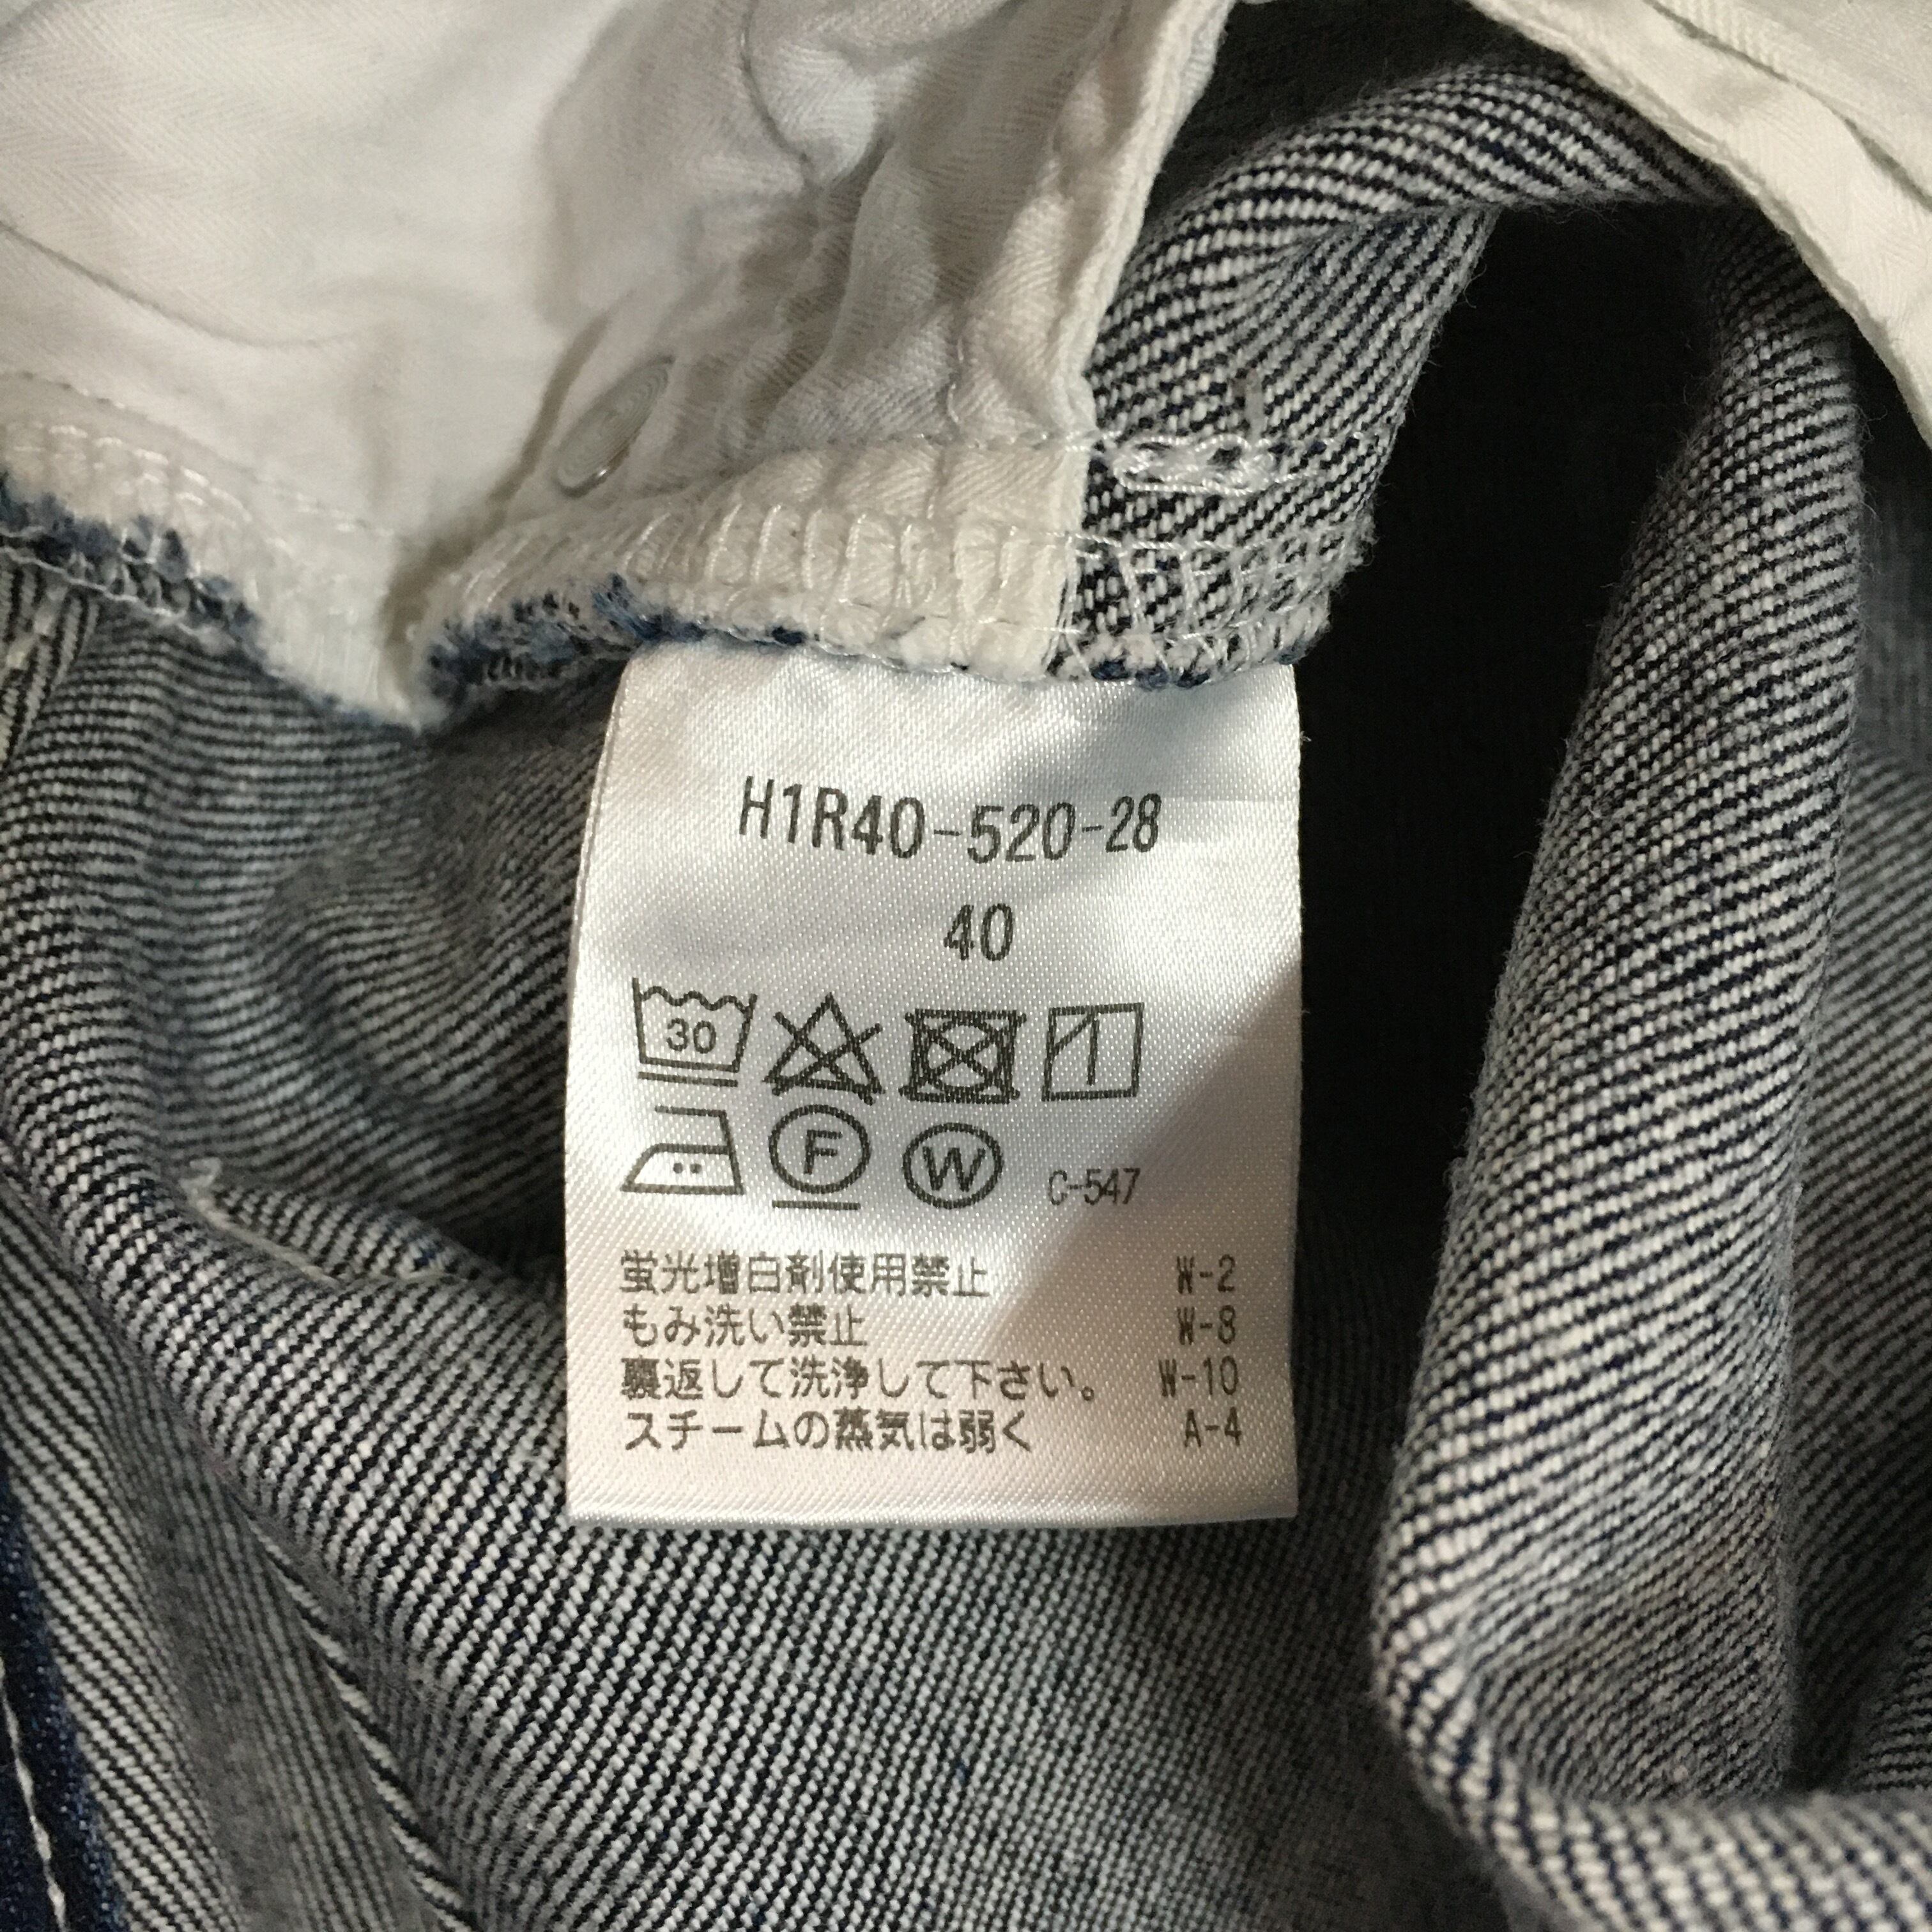 H1R40-520-28
40
30
F W C-547
蛍光増白剤使用禁止 W-2
もみ洗い禁止 W-8
裏返して洗浄して下さい。 W-10
スチームの蒸気は弱く A-4